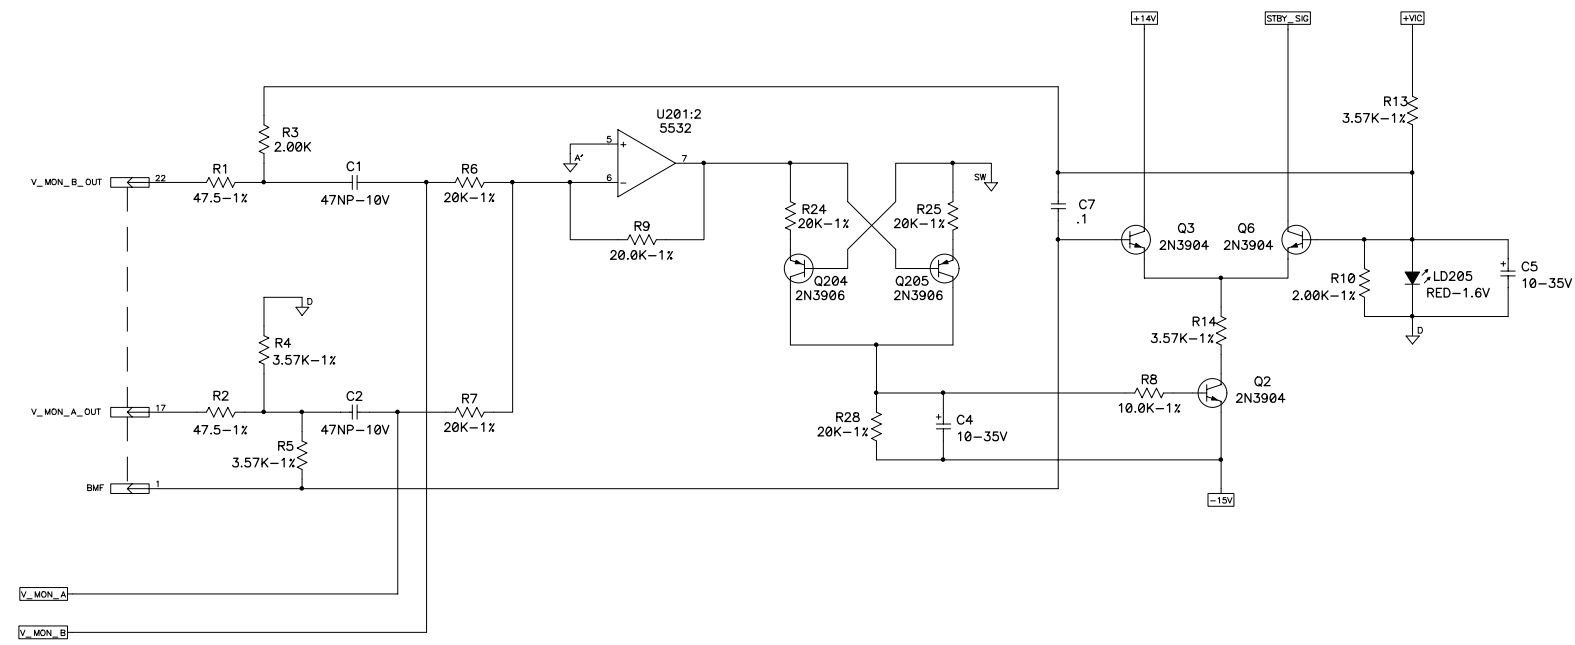 +14V
STBY_SIG
+VIC
U201:2
5532
R13
3.57K-1%
R3
2.00K
V_MON_B_OUT
22
R1
47.5-1%
C1
47NP-10V
R6
20K-1%
A'
5
+
6
-
7
R9
20.0K-1%
R24
20K-1%
R25
20K-1%
SW
C7
.1
Q3
2N3904
Q6
2N3904
Q204
2N3906
Q205
2N3906
R10
2.00K-1%
LD205
RED-1.6V
+
C5
10-35V
D
D
R4
3.57K-1%
R14
3.57K-1%
V_MON_A_OUT
17
R2
47.5-1%
C2
47NP-10V
R7
20K-1%
R8
10.0K-1%
Q2
2N3904
R28
20K-1%
+
C4
10-35V
R5
3.57K-1%
BMF
1
-15V
V_MON_A
V_MON_B